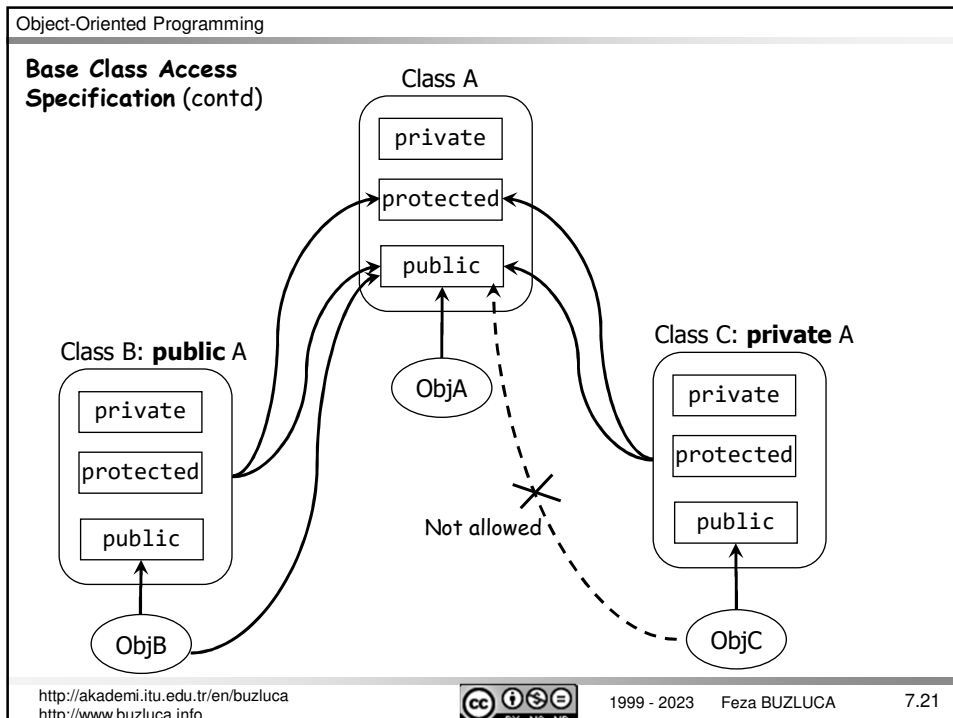 Object-Oriented Programming
Base Class Access
Specification (contd)
Class A
private
protected
public
Class B: public A
private
protected
public
ObjA
Class C: private A
private
protected
public
Not allowed
ObjB
ObjC
http://akademi.itu.edu.tr/en/buzluca
http://www.buzluca.info
cc
1999 - 2023 Feza BUZLUCA 7.21